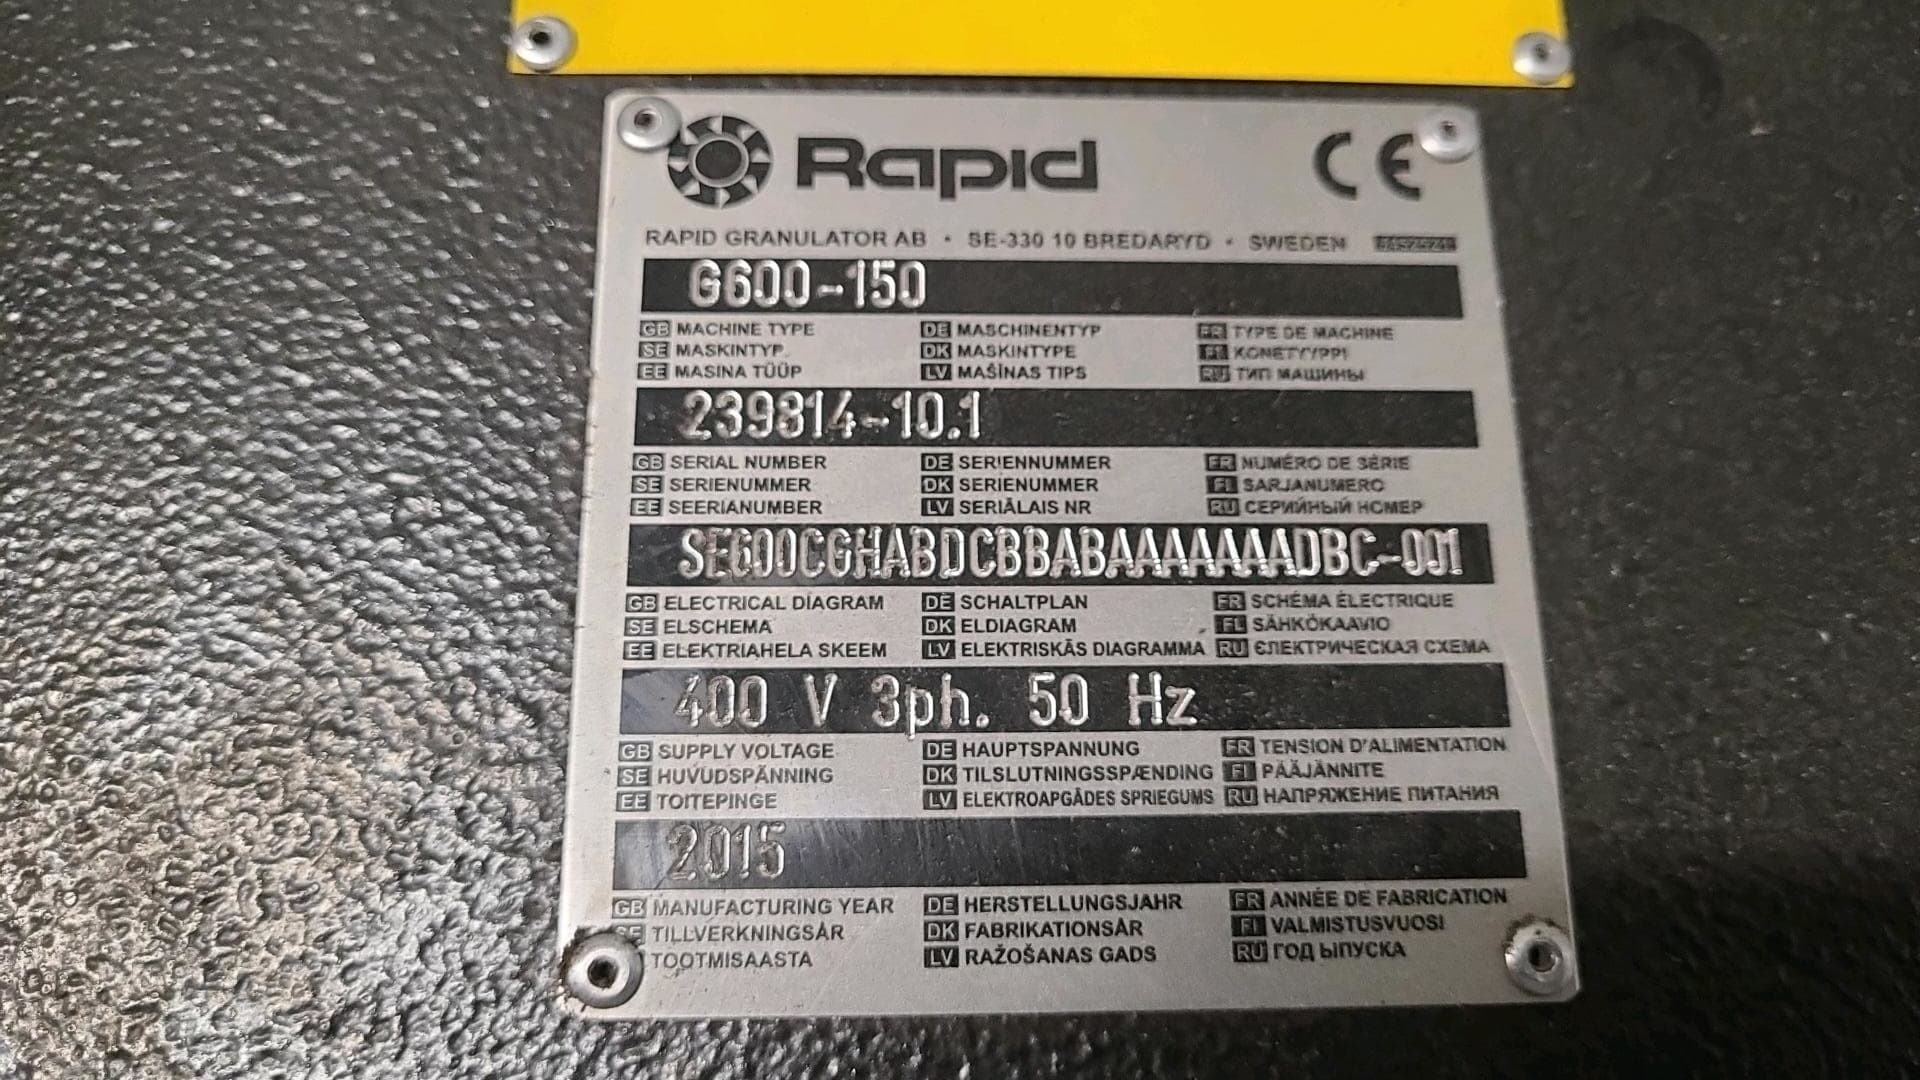 Rapid CE
RAPID GRANULATOR AB • SE-330 10 BREDARYD • SWEDEN
G600-150
GB MACHINE TYPE DE MASCHINENTYP FR TYPE DE MACHINE
SE MASKINTYP DK MASKINTYPE FI KONETYYPPI
EE MASINA TÜÜP LV MAŠĪNAS TIPS RU ТИП МАШИНЫ
239814-10.1
GB SERIAL NUMBER DE SERIENNUMMER FR NUMÉRO DE SÉRIE
SE SERIENUMMER DK SERIENUMMER FI SARJANUMERO
EE SEERIANUMBER LV SERIĀLAIS NR RU СЕРИЙНЫЙ НОМЕР
SE600CGHABDCBBABAAAAAAADBC-001
GB ELECTRICAL DIAGRAM DE SCHALTPLAN FR SCHÉMA ÉLECTRIQUE
SE ELSCHEMA DK ELDIAGRAM FI SÄHKÖKAAVIO
EE ELEKTRIAHELA SKEEM LV ELEKTRISKĀS DIAGRAMMA RU ЄЛЕКТРИЧЕСКАЯ СХЕМА
400 V 3ph. 50 Hz
GB SUPPLY VOLTAGE DE HAUPTSPANNUNG FR TENSION D'ALIMENTATION
SE HUVUDSPÄNNING DK TILSLUTNINGSSPÆNDING FI PÄÄJÄNNITE
EE TOITEPINGE LV ELEKTROAPGĀDES SPRIEGUMS RU НАПРЯЖЕНИЕ ПИТАНИЯ
2015
GB MANUFACTURING YEAR DE HERSTELLUNGSJAHR FR ANNÉE DE FABRICATION
SE TILLVERKNINGSÅR DK FABRIKATIONSÅR FI VALMISTUSVUOSI
TOOTMISAASTA LV RAŽOŠANAS GADS RU ГОД ЫПУСКА